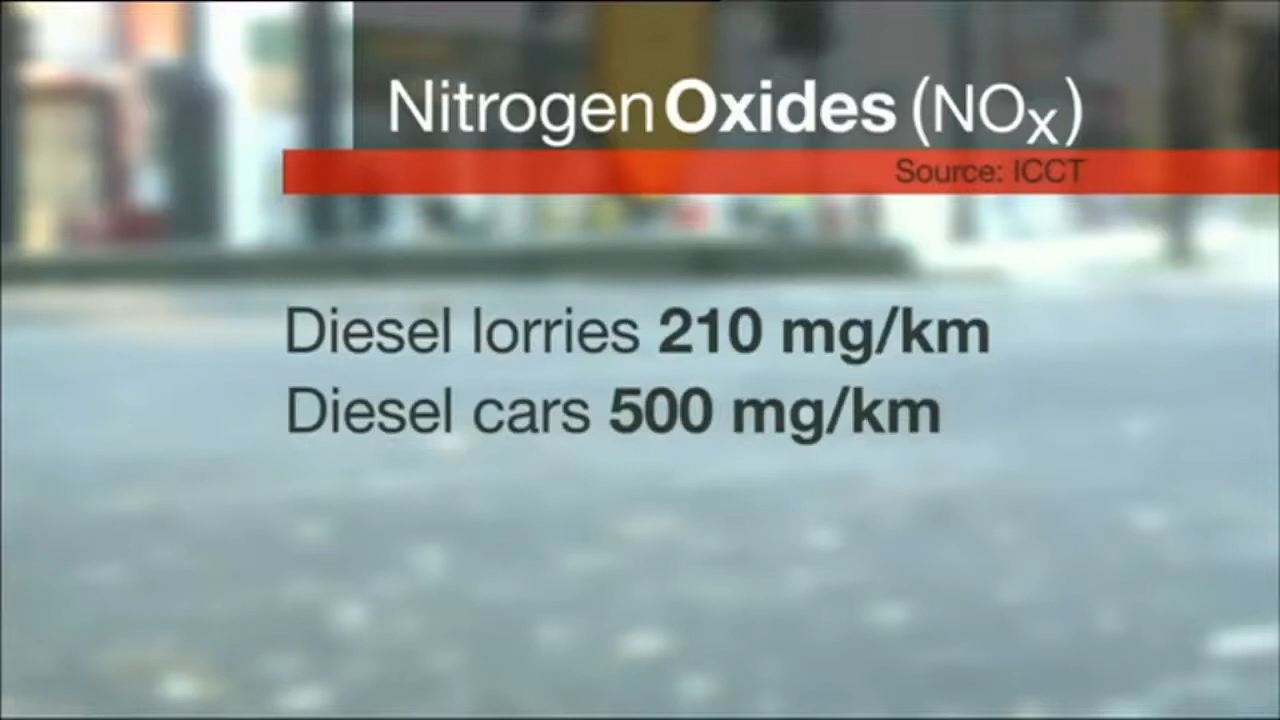 Nitrogen Oxides (NOx)
Source: ICCT
Diesel lorries 210 mg/km
Diesel cars 500 mg/km